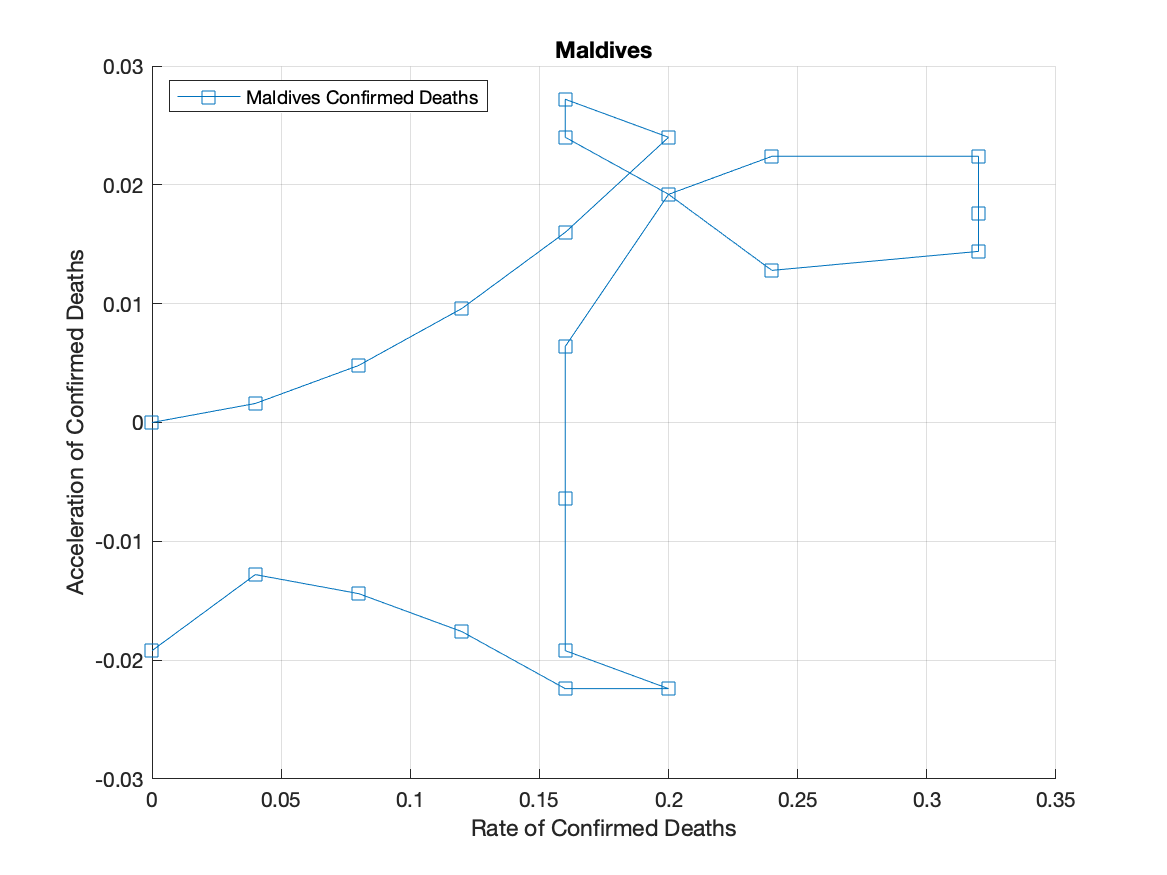 Maldives
Maldives Confirmed Deaths
Acceleration of Confirmed Deaths
0.03
0.02
0.01
0
-0.01
-0.02
-0.03
0 0.05 0.1 0.15 0.2 0.25 0.3 0.35
Rate of Confirmed Deaths